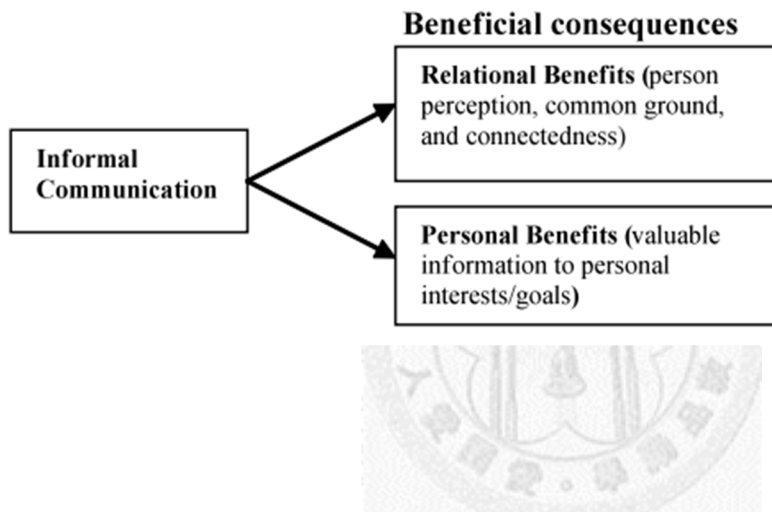 Beneficial consequences
Relational Benefits (person
perception, common ground,
and connectedness)
Informal
Communication
Personal Benefits (valuable
information to personal
interests/goals)